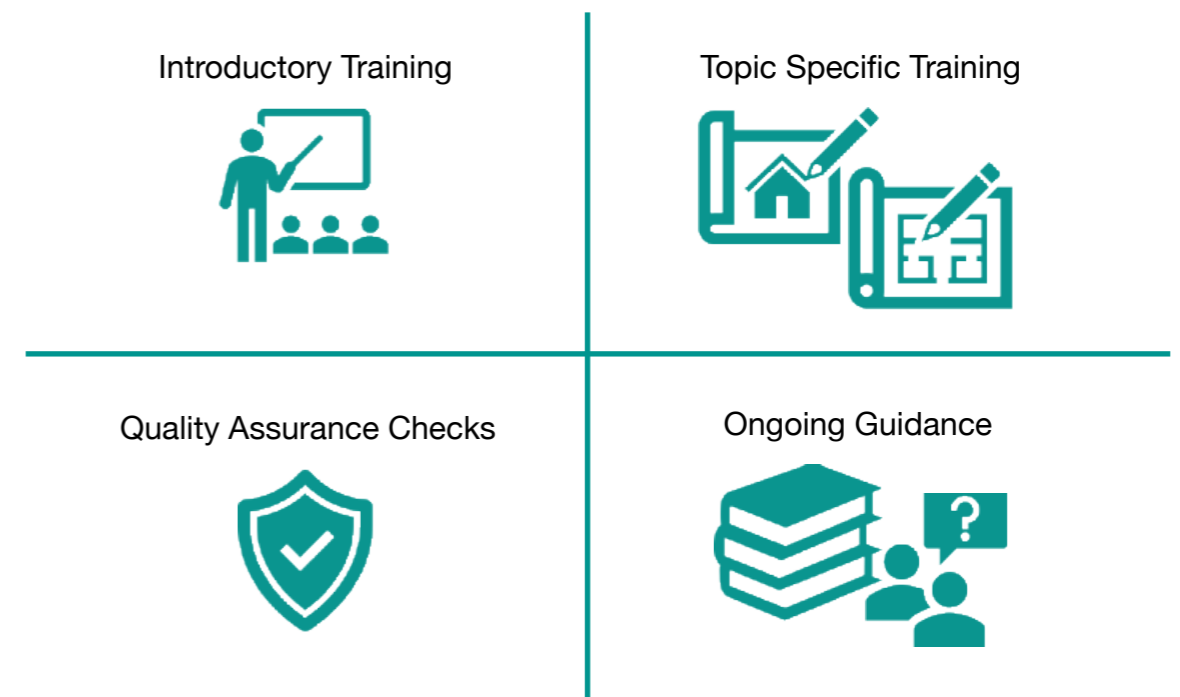 Introductory Training
Topic Specific Training
Quality Assurance Checks
Ongoing Guidance
?